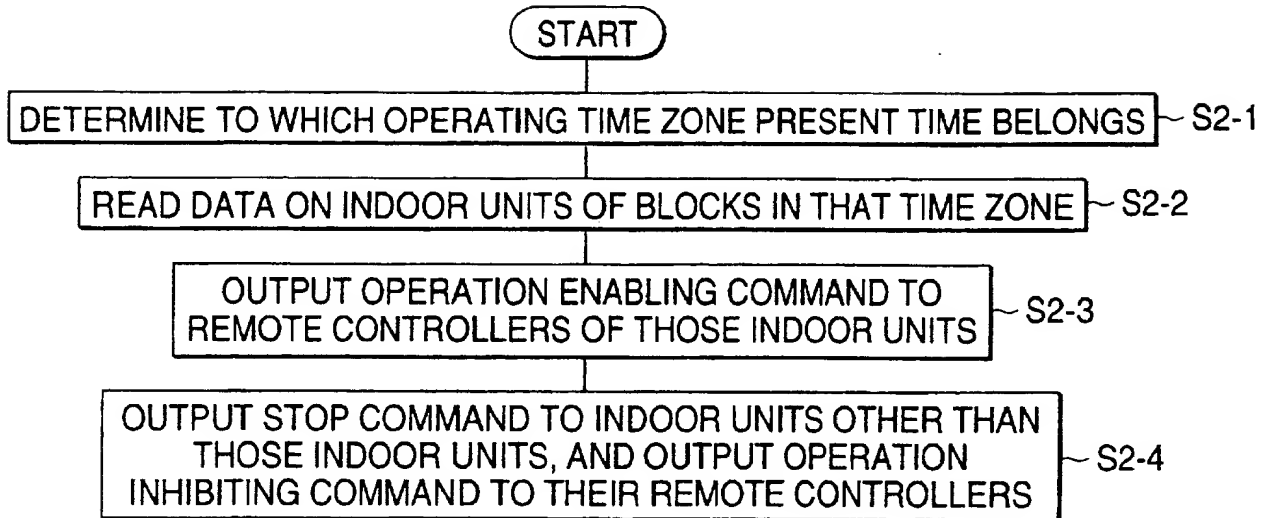 START
DETERMINE TO WHICH OPERATING TIME ZONE PRESENT TIME BELONGS
S2-1
READ DATA ON INDOOR UNITS OF BLOCKS IN THAT TIME ZONE
S2-2
OUTPUT OPERATION ENABLING COMMAND TO
REMOTE CONTROLLERS OF THOSE INDOOR UNITS
S2-3
OUTPUT STOP COMMAND TO INDOOR UNITS OTHER THAN
THOSE INDOOR UNITS, AND OUTPUT OPERATION
INHIBITING COMMAND TO THEIR REMOTE CONTROLLERS
S2-4